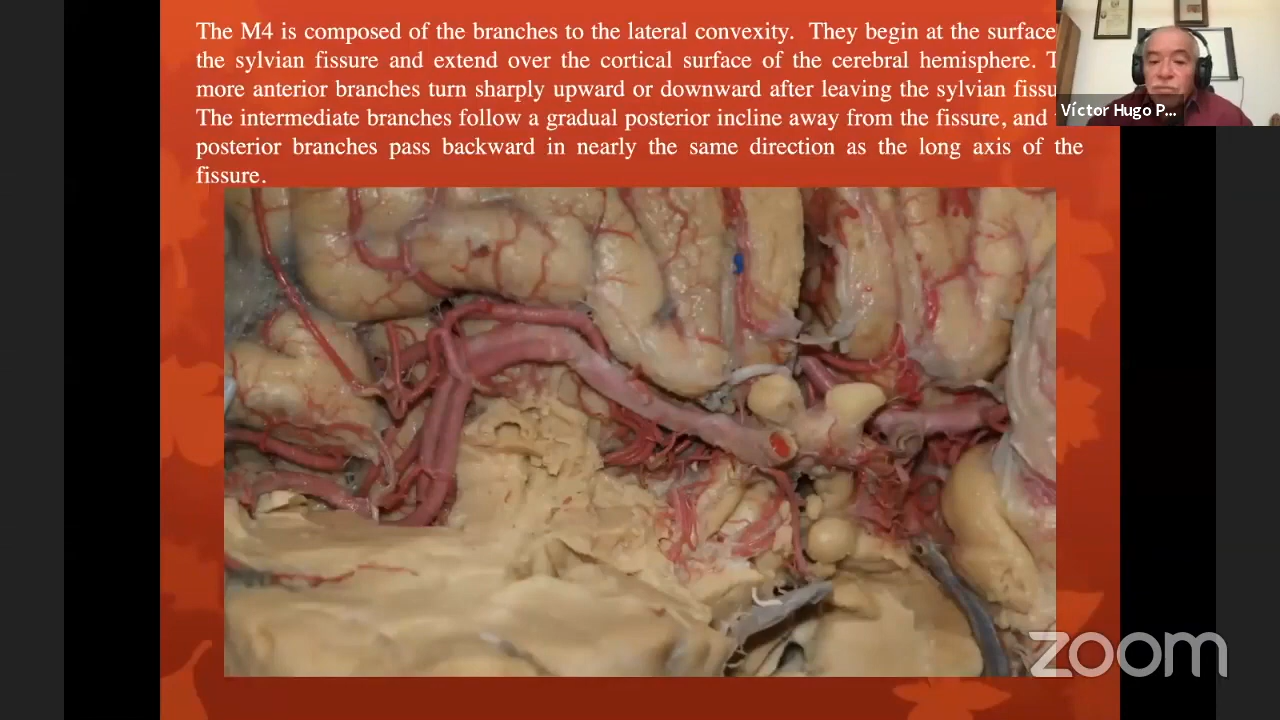 The M4 is composed of the branches to the lateral convexity. They begin at the surface
the sylvian fissure and extend over the cortical surface of the cerebral hemisphere.
more anterior branches turn sharply upward or downward after leaving the sylvian
The intermediate branches follow a gradual posterior incline away from the fissure, and
posterior branches pass backward in nearly the same direction as the long axis of the
fissure.
Víctor Hugo P...
zoom